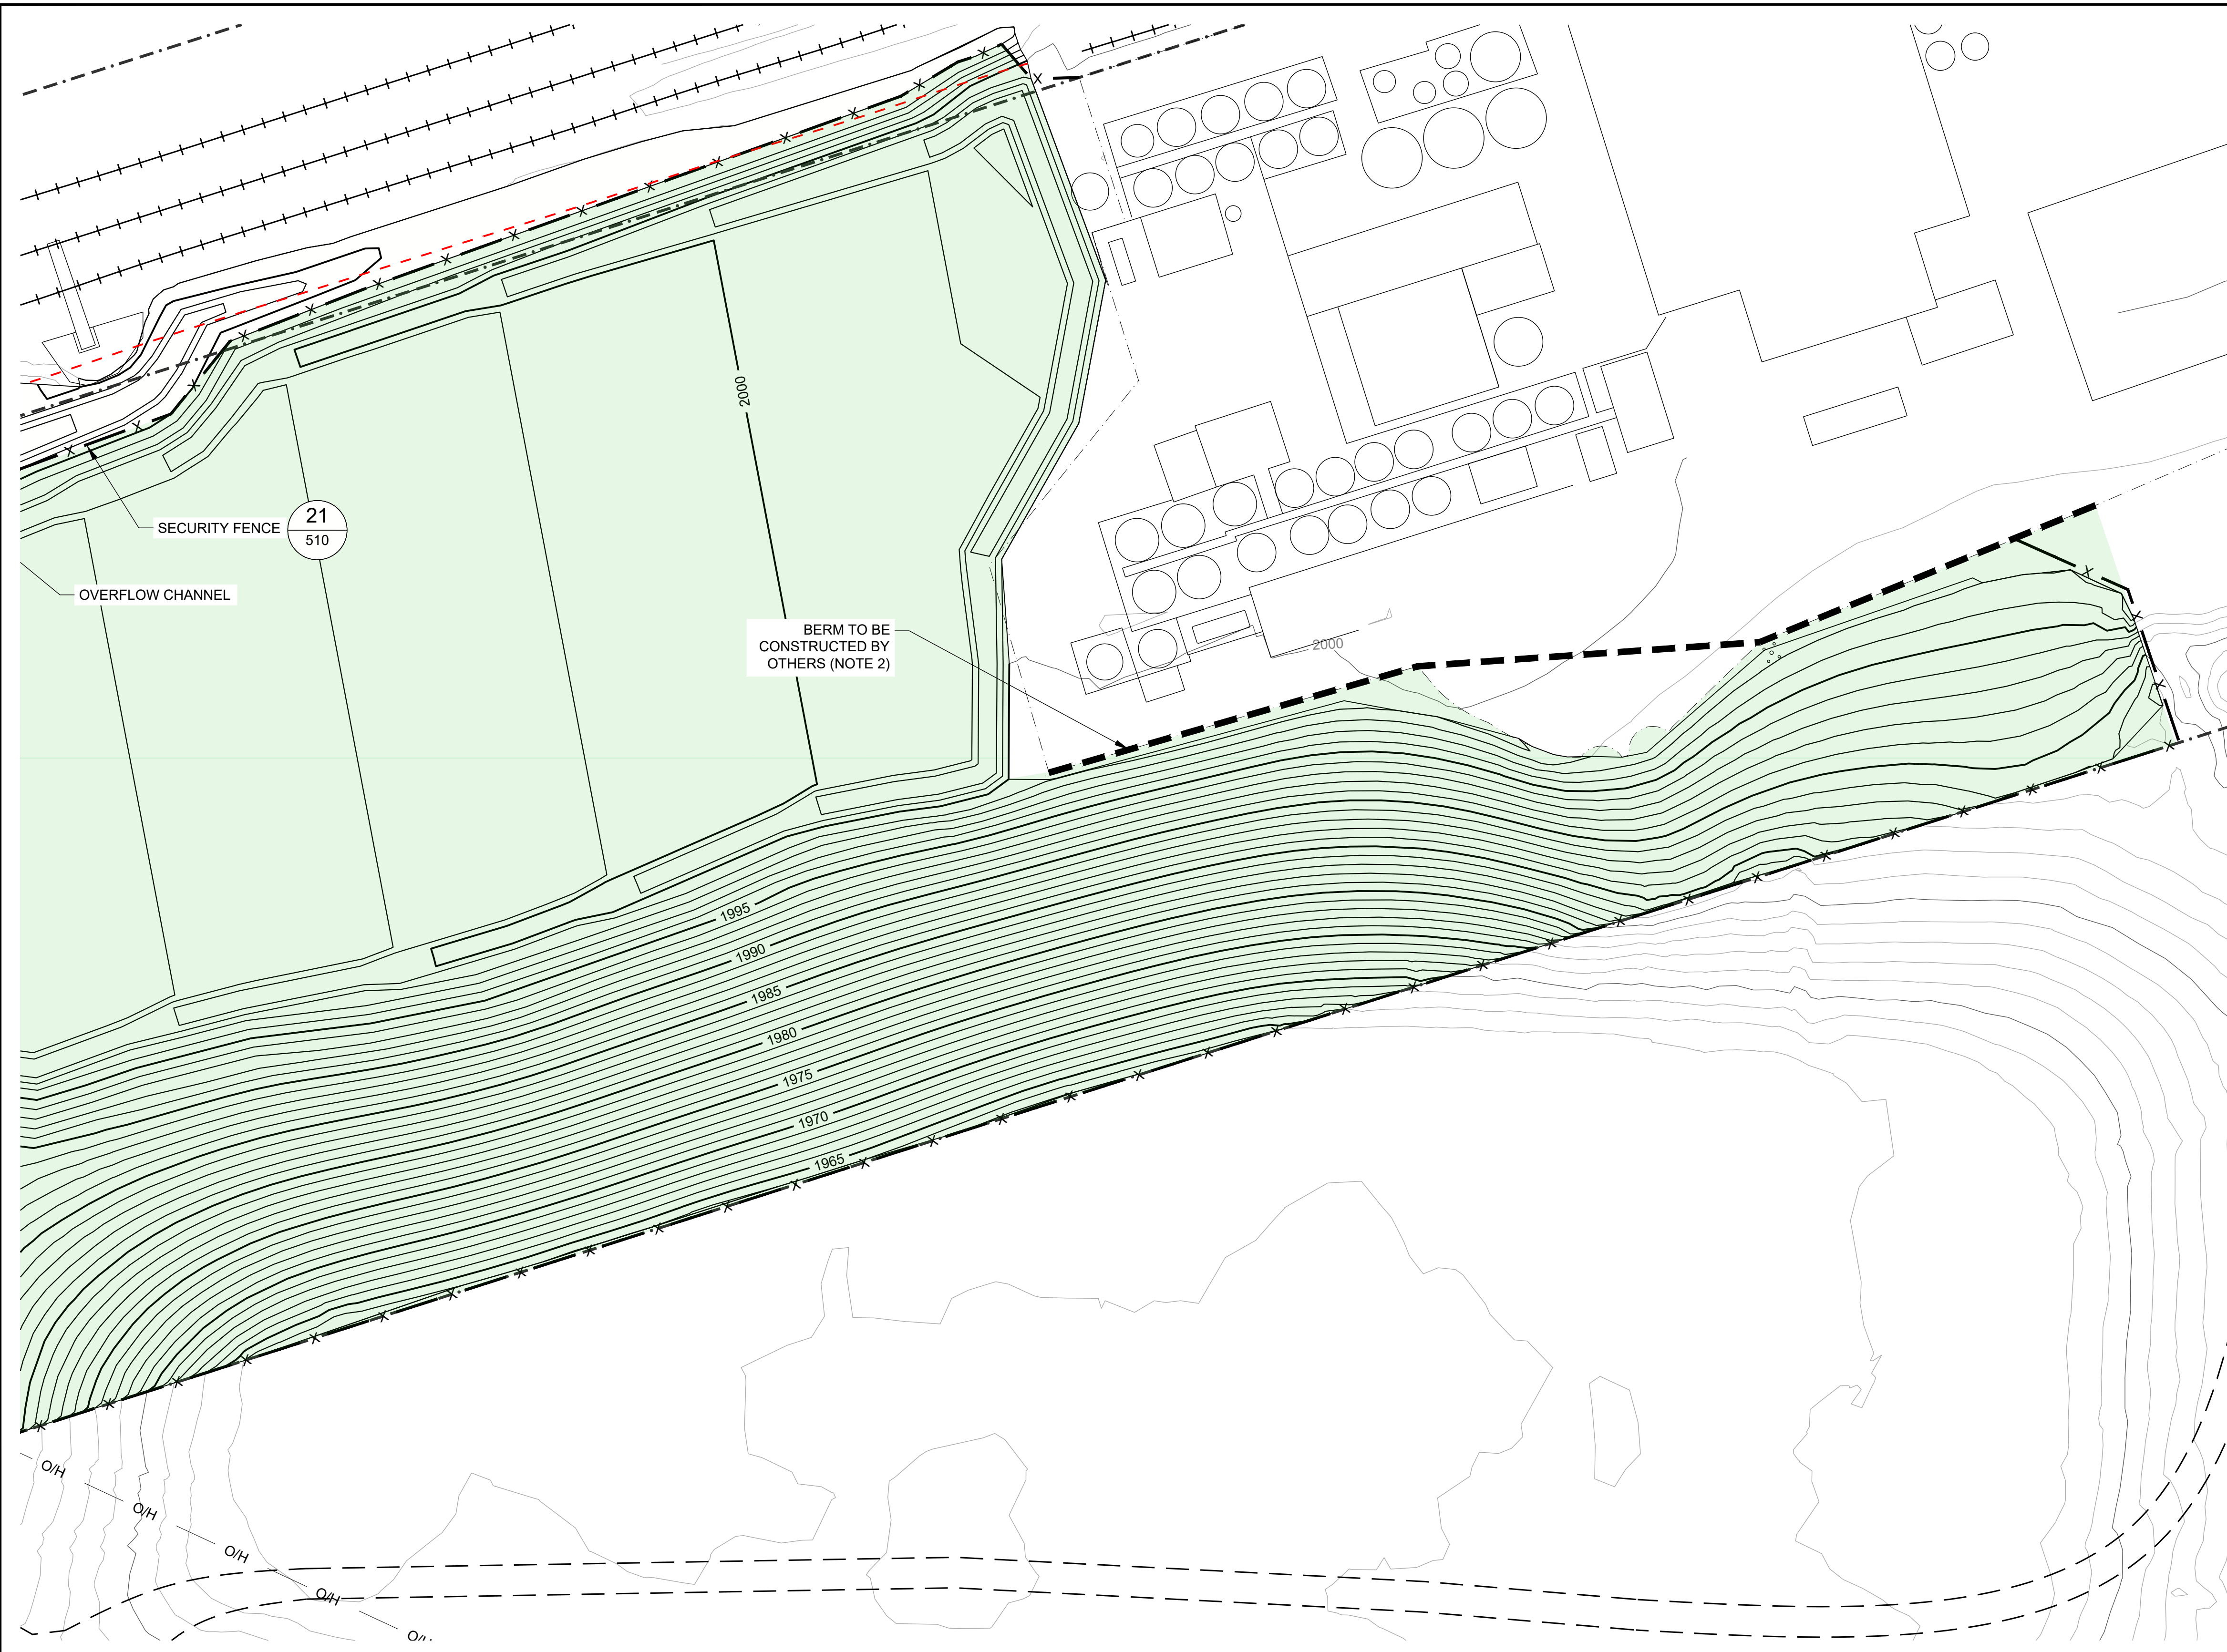 2000
21
SECURITY FENCE
510
OVERFLOW CHANNEL
BERM TO BE
CONSTRUCTED BY
OTHERS (NOTE 2)
2000
1995
1990
1985
1980
1975
1970
1965
O/H
O/H
O/H
O/H